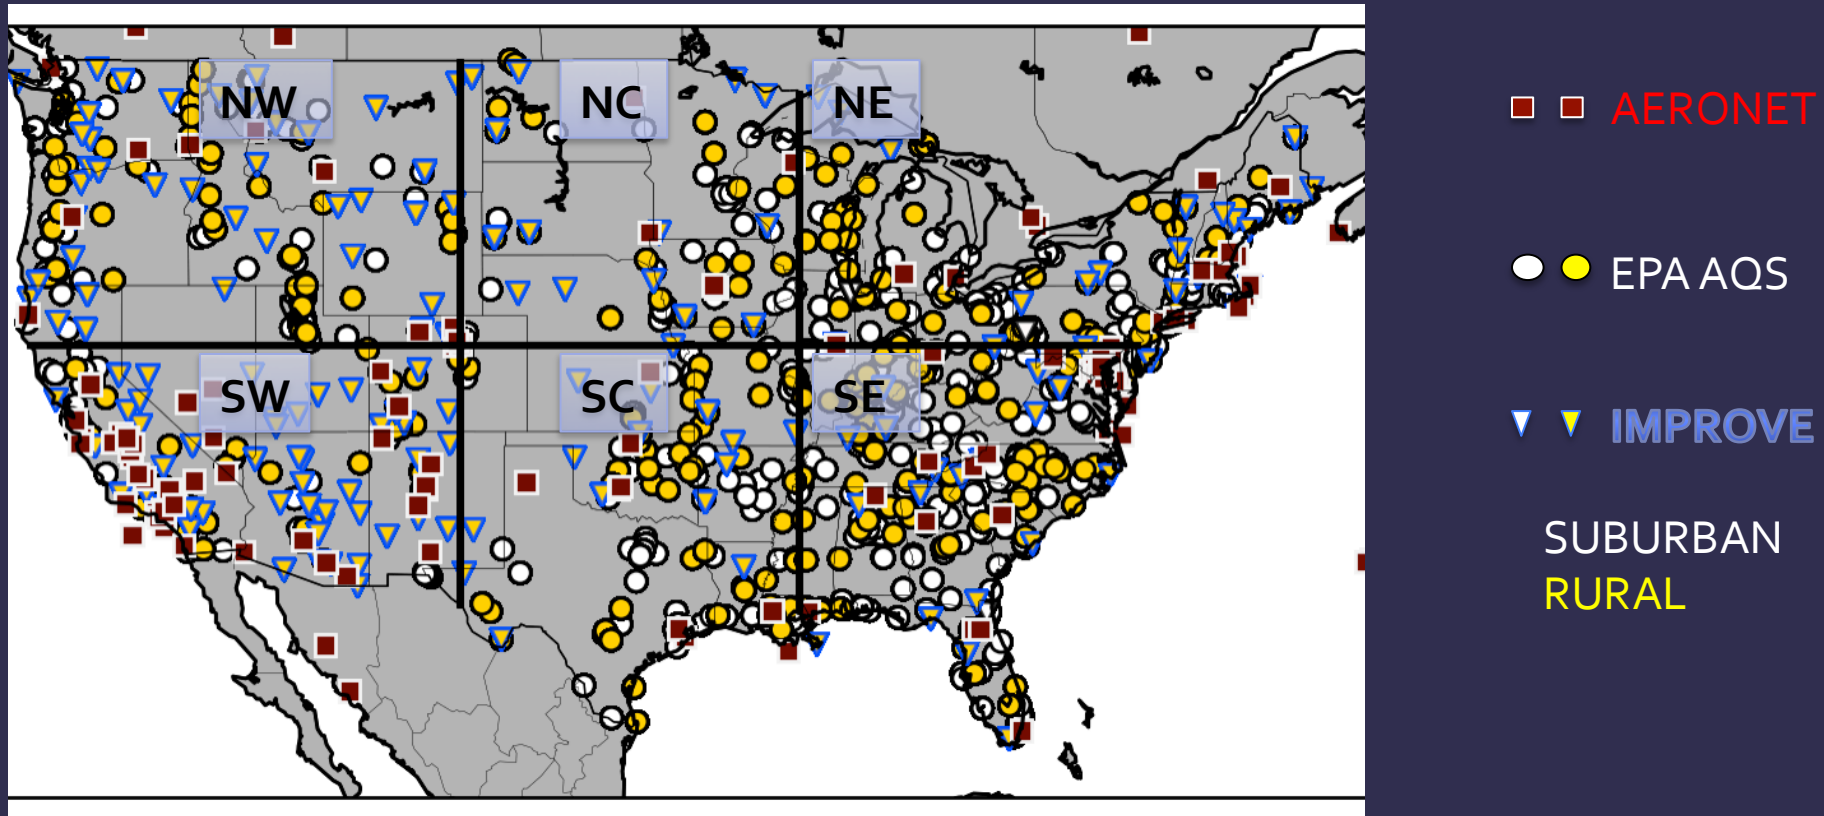 NW
NC
NE
SW
SC
SE
AERONET
EPA AQS
IMPROVE
SUBURBAN
RURAL